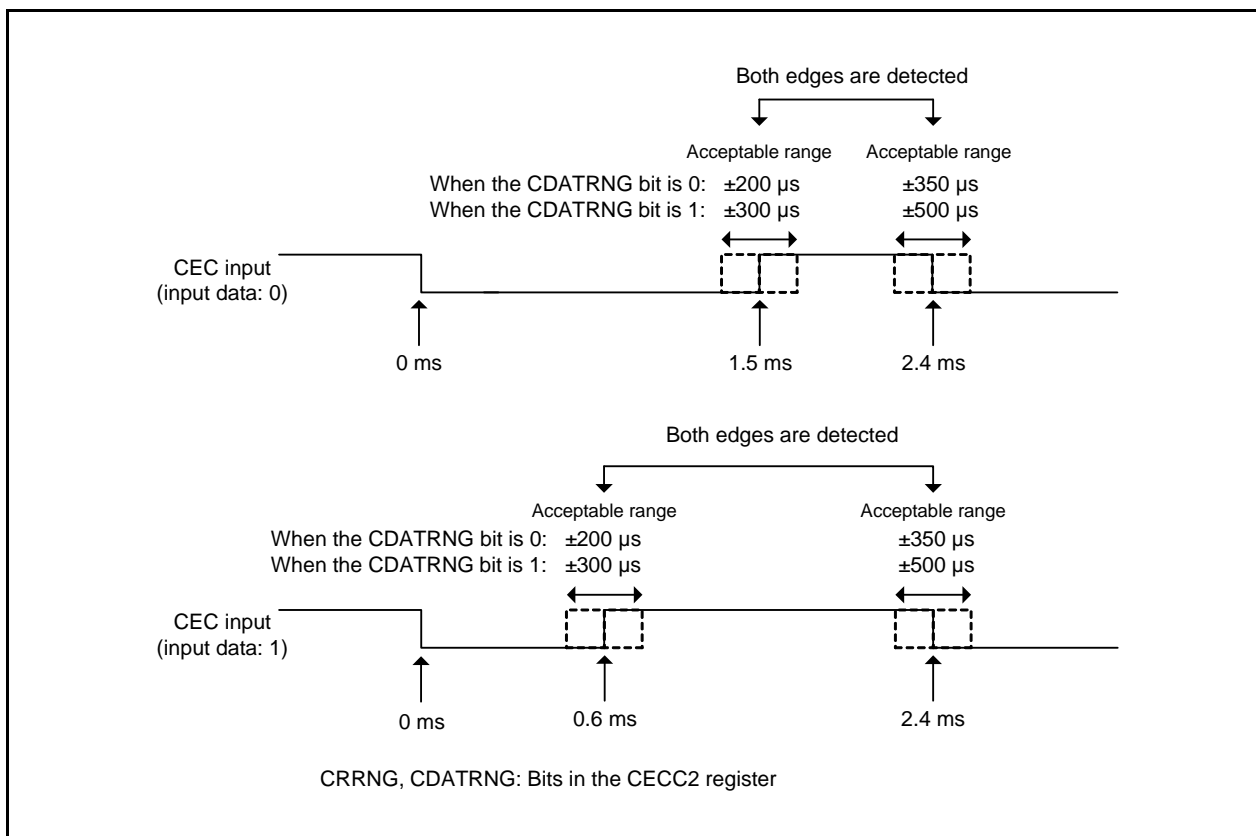 Both edges are detected
Acceptable range Acceptable range
When the CDATRNG bit is 0: ±200 µs ±350 µs
When the CDATRNG bit is 1: ±300 µs ±500 µs
CEC input
(input data: 0)
0 ms 1.5 ms 2.4 ms
Both edges are detected
Acceptable range Acceptable range
When the CDATRNG bit is 0: ±200 µs ±350 µs
When the CDATRNG bit is 1: ±300 µs ±500 µs
CEC input
(input data: 1)
0 ms 0.6 ms 2.4 ms
CRRNG, CDATRNG: Bits in the CECC2 register